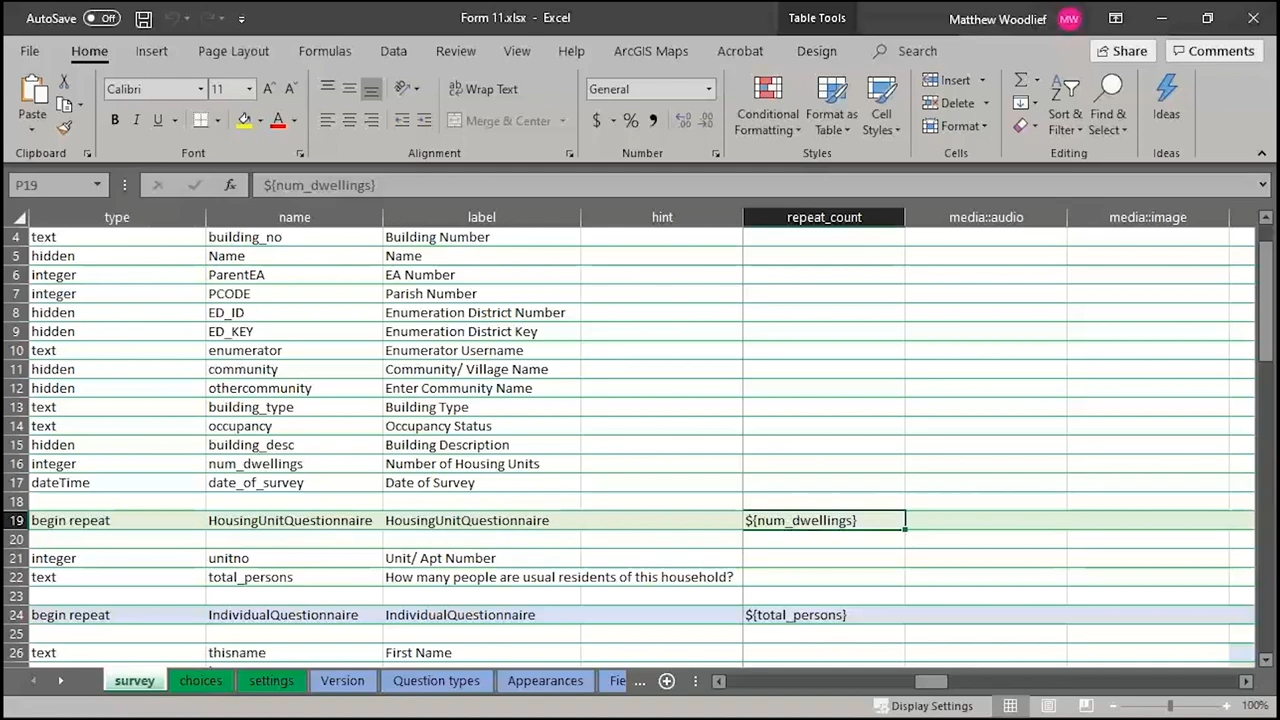 AutoSave Off Form 11.xlsx - Excel Table Tools Matthew Woodlief MW
File Home Insert Page Layout Formulas Data Review View Help ArcGIS Maps Acrobat Design Search Share Comments
Paste Calibri 11 Wrap Text General Conditional Formatting Format as Table Cell Styles Insert Delete Format Sort & Filter Find & Select Ideas
B I U A Merge & Center $ % ,
Clipboard Font Alignment Number Styles Cells Editing Ideas
P19 fx ${num_dwellings}
type name label hint repeat_count media::audio media::image
4 text building_no Building Number
5 hidden Name Name
6 integer ParentEA EA Number
7 integer PCODE Parish Number
8 hidden ED_ID Enumeration District Number
9 hidden ED_KEY Enumeration District Key
10 text enumerator Enumerator Username
11 hidden community Community/ Village Name
12 hidden othercommunity Enter Community Name
13 text building_type Building Type
14 text occupancy Occupancy Status
15 hidden building_desc Building Description
16 integer num_dwellings Number of Housing Units
17 dateTime date_of_survey Date of Survey
18
19 begin repeat HousingUnitQuestionnaire HousingUnitQuestionnaire ${num_dwellings}
20
21 integer unitno Unit/ Apt Number
22 text total_persons How many people are usual residents of this household?
23
24 begin repeat IndividualQuestionnaire IndividualQuestionnaire ${total_persons}
25
26 text thisname First Name
survey choices settings Version Question types Appearances Fie ...
Display Settings 100%